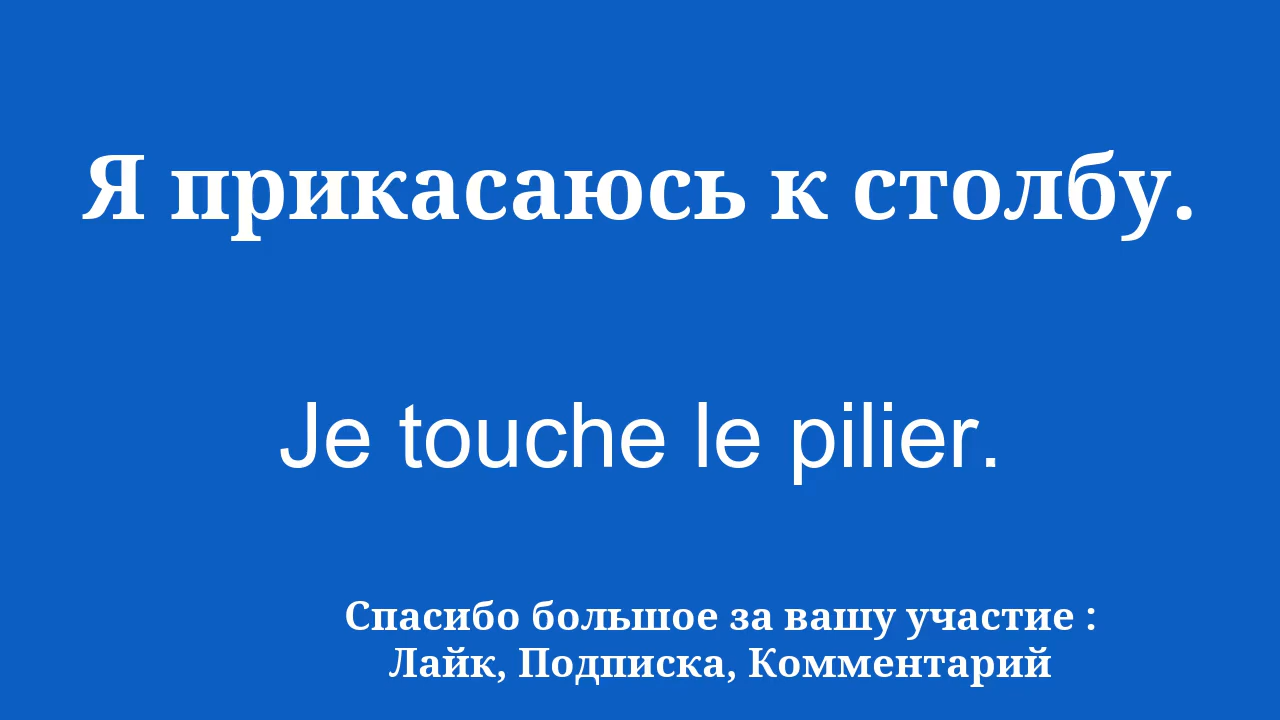 Я прикасаюсь к столбу.
Je touche le pilier.
Спасибо большое за вашу участие :
Лайк, Подписка, Комментарий